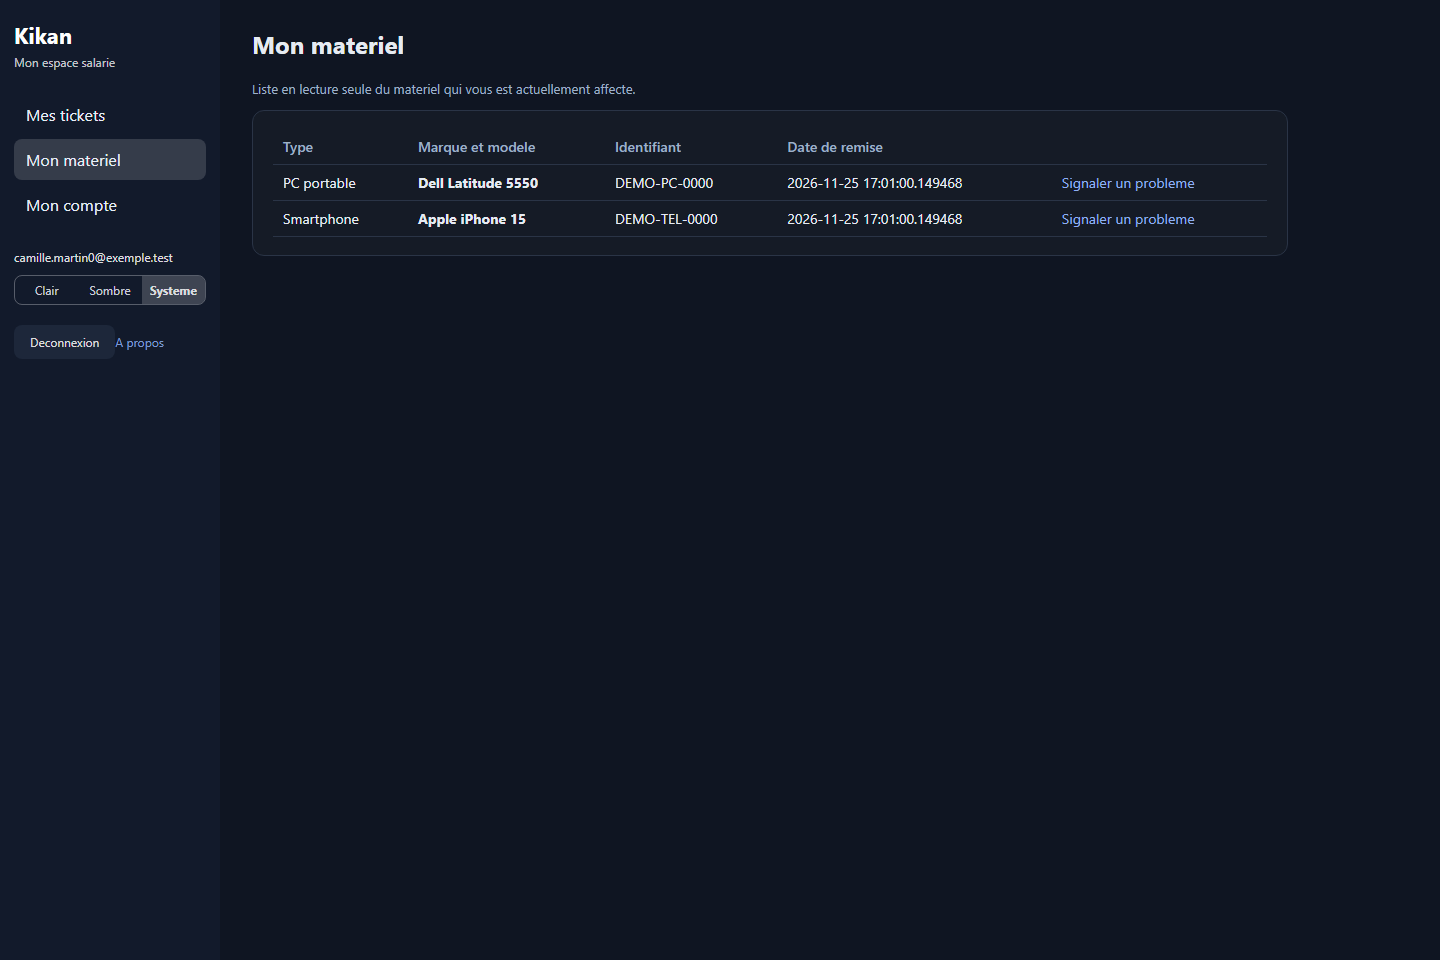 Kikan
Mon espace salarie
Mes tickets
Mon materiel
Mon compte
camille.martin0@exemple.test
Clair Sombre Systeme
Deconnexion A propos
Mon materiel
Liste en lecture seule du materiel qui vous est actuellement affecte.
Type Marque et modele Identifiant Date de remise
PC portable Dell Latitude 5550 DEMO-PC-0000 2026-11-25 17:01:00.149468 Signaler un probleme
Smartphone Apple iPhone 15 DEMO-TEL-0000 2026-11-25 17:01:00.149468 Signaler un probleme